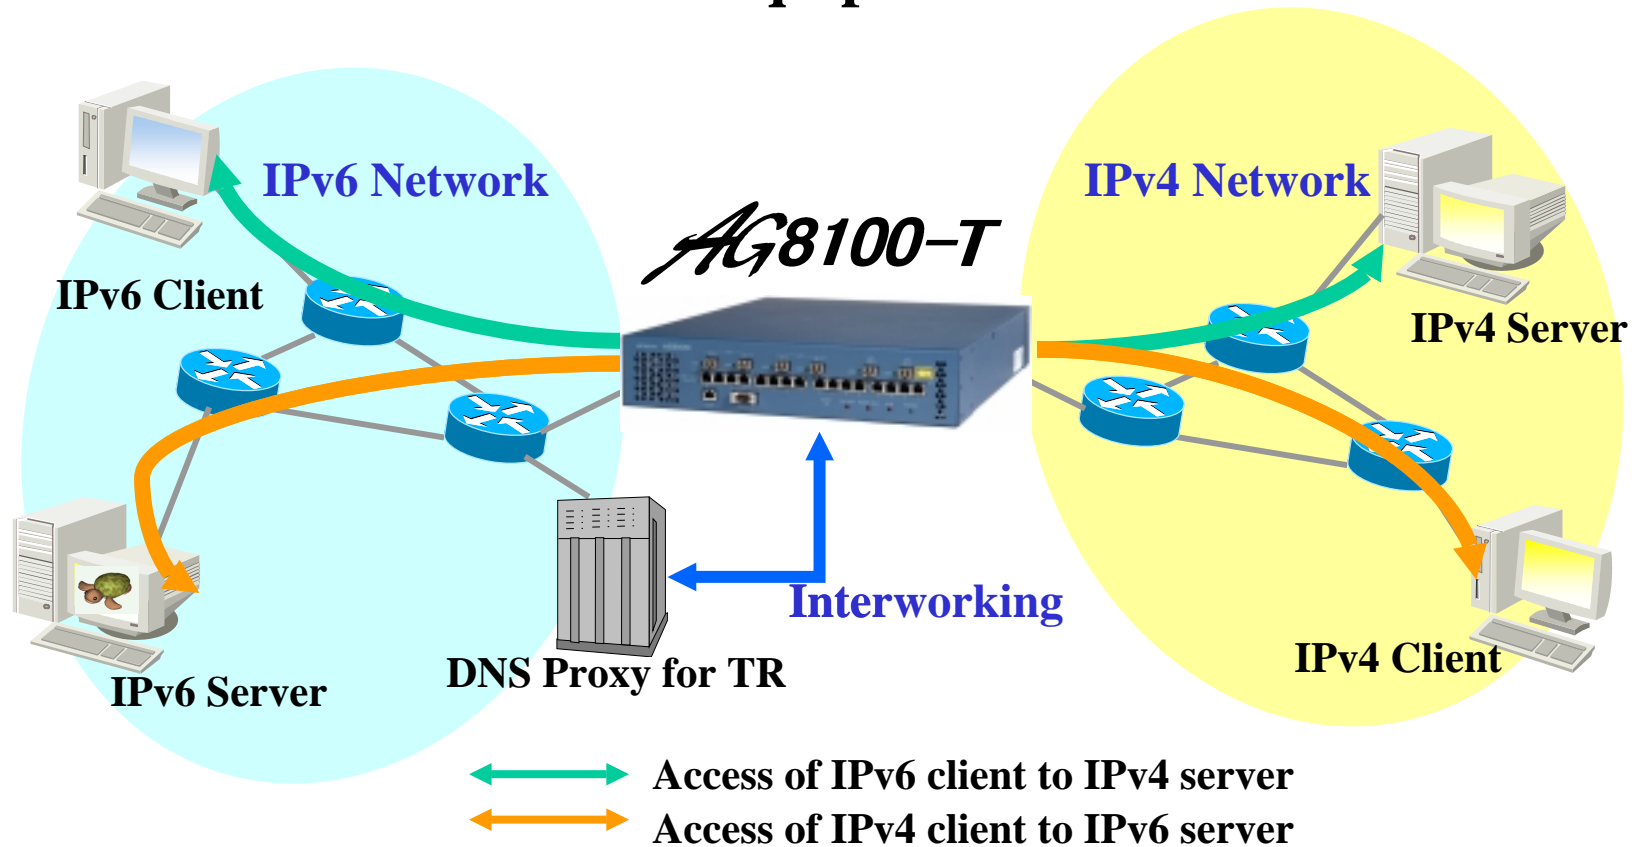 IPv6 Network
IPv4 Network
AG8100-T
IPv6 Client
IPv4 Server
Interworking
IPv4 Client
DNS Proxy for TR
IPv6 Server
Access of IPv6 client to IPv4 server
Access of IPv4 client to IPv6 server